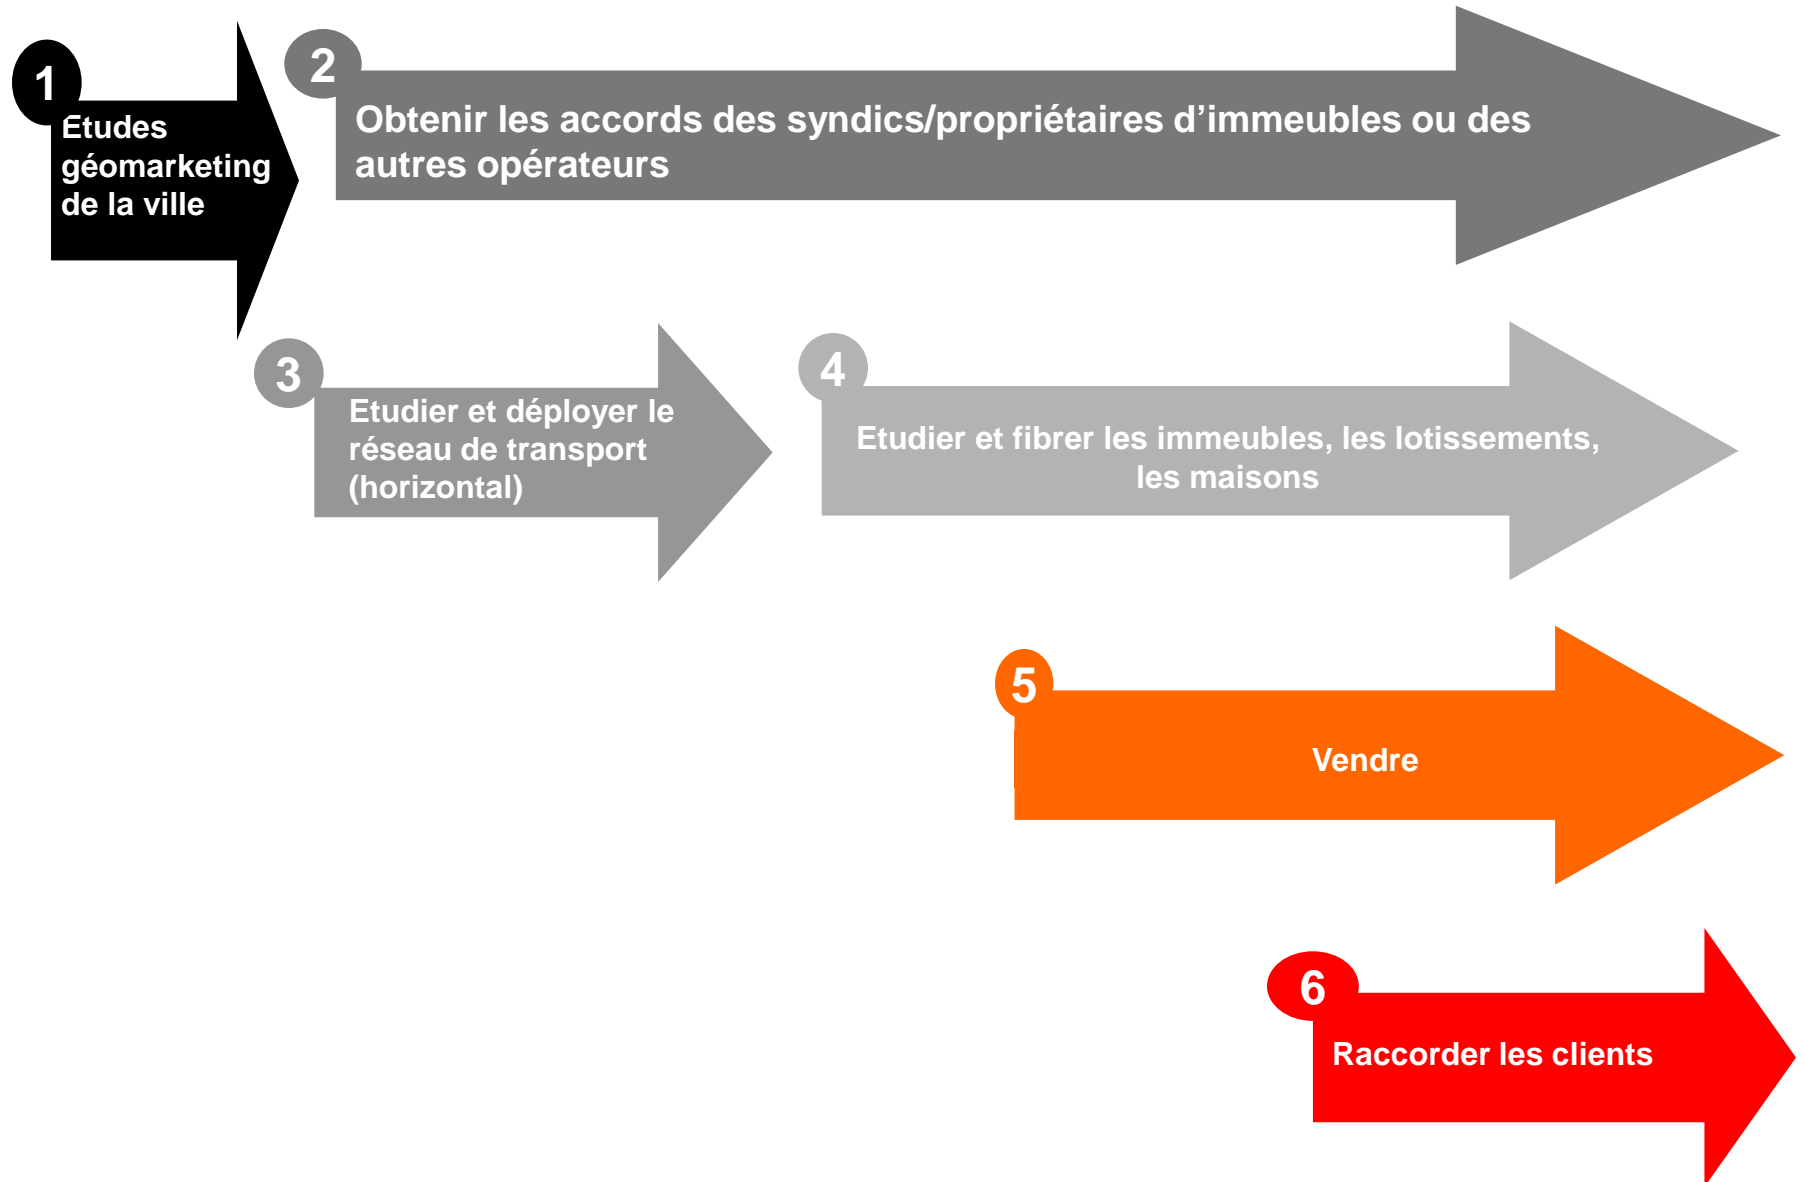 1
Etudes
géomarketing
de la ville
2
Obtenir les accords des syndics/propriétaires d’immeubles ou des
autres opérateurs
3
Etudier et déployer le
réseau de transport
(horizontal)
4
Etudier et fibrer les immeubles, les lotissements,
les maisons
5
Vendre
6
Raccorder les clients